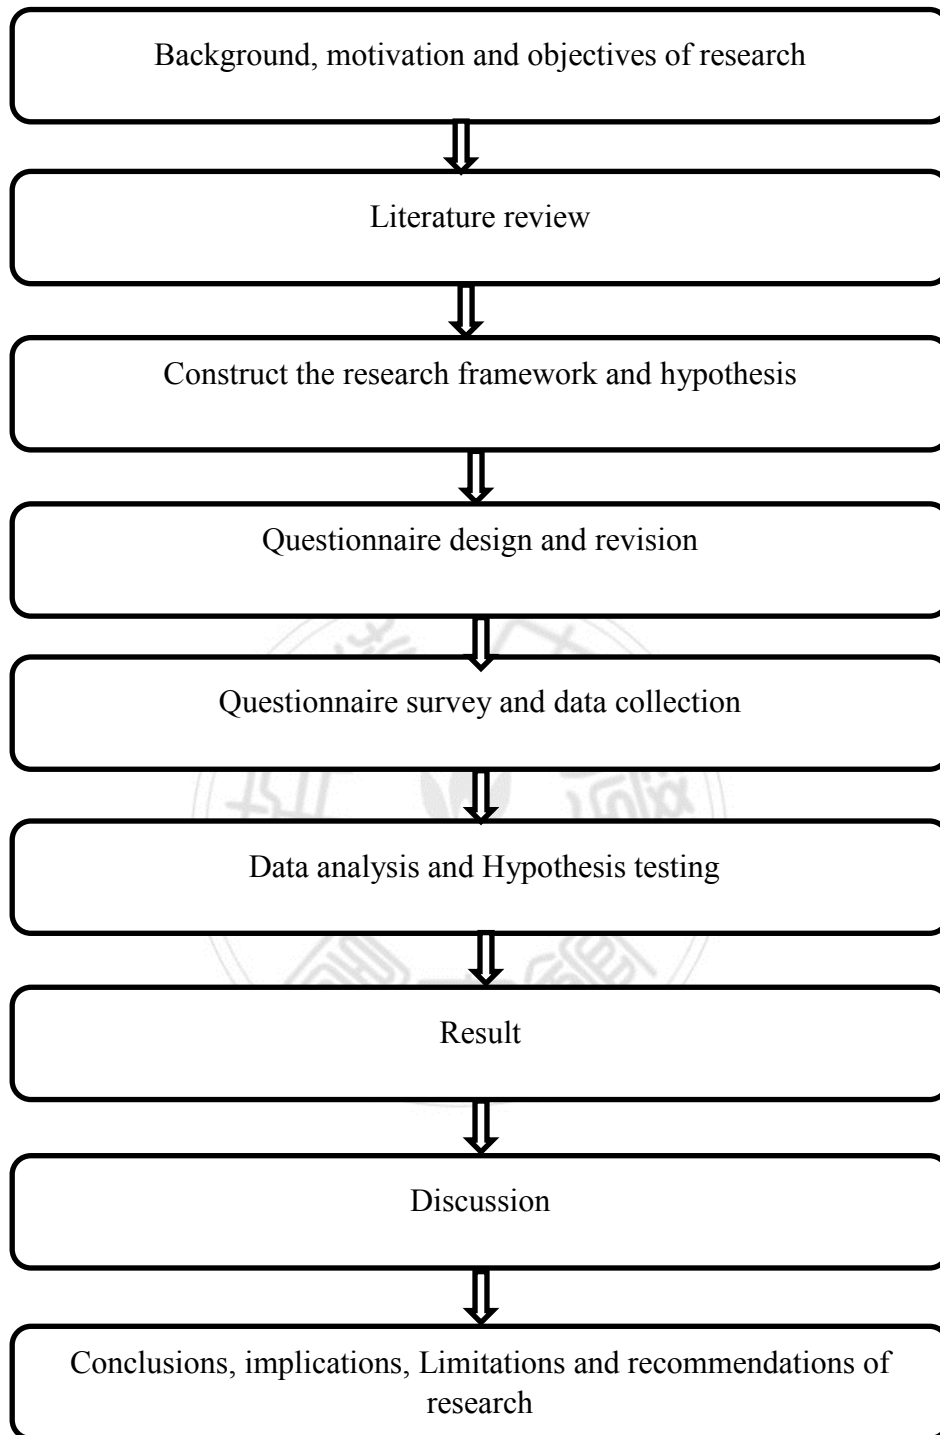 Background, motivation and objectives of research
Literature review
Construct the research framework and hypothesis
Questionnaire design and revision
Questionnaire survey and data collection
Data analysis and Hypothesis testing
Result
Discussion
Conclusions, implications, Limitations and recommendations of
research